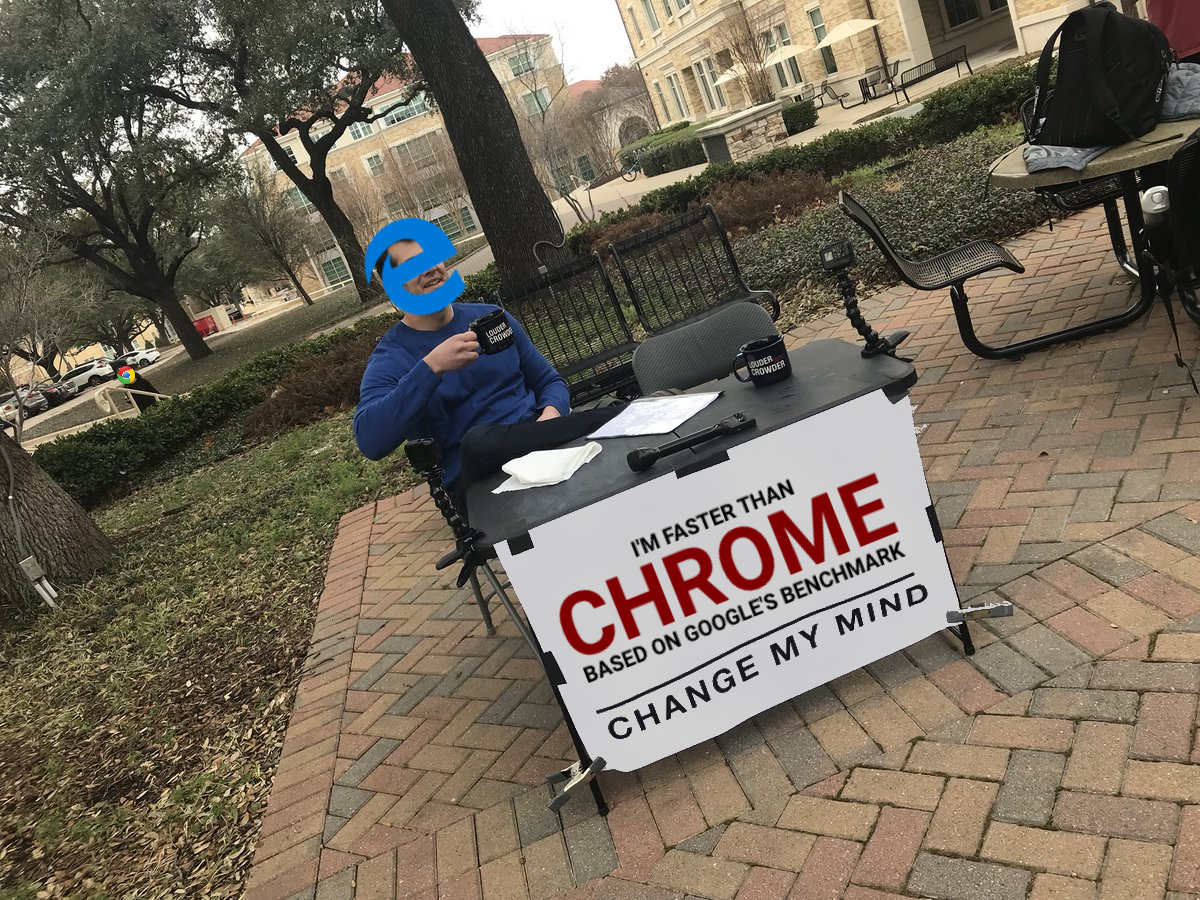 LOUDER
CROWDER
LOUDER
CROWDER
I'M FASTER THAN
CHROME
BASED ON GOOGLE'S BENCHMARK
CHANGE MY MIND